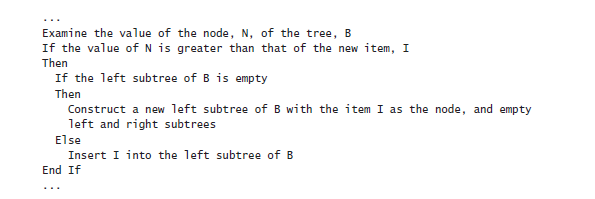 ...
Examine the value of the node, N, of the tree, B
If the value of N is greater than that of the new item, I
Then
  If the left subtree of B is empty
  Then
    Construct a new left subtree of B with the item I as the node, and empty
    left and right subtrees
  Else
    Insert I into the left subtree of B
End If
...